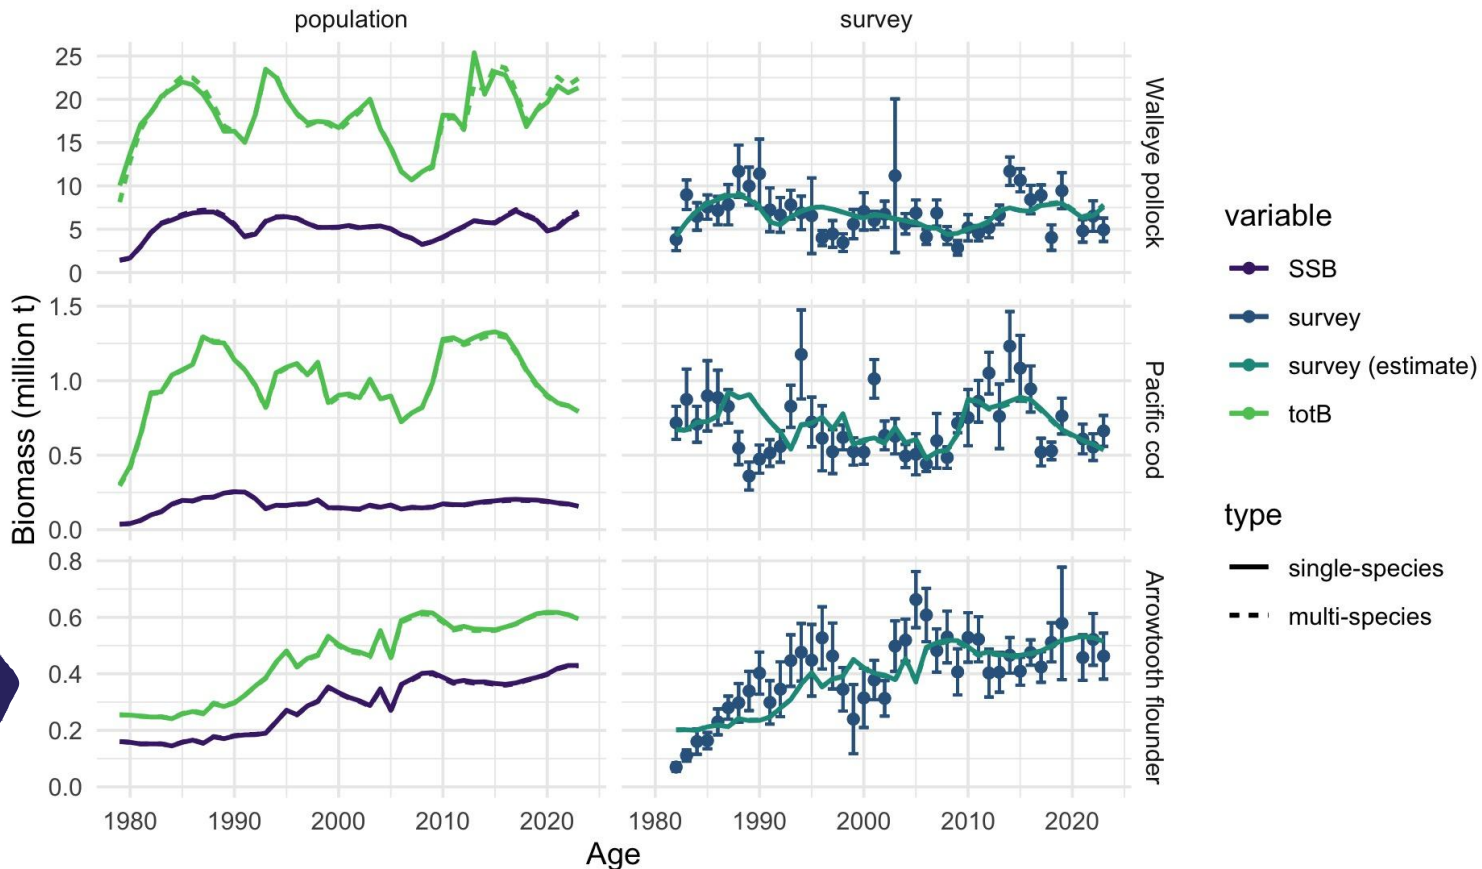 population
survey
25
20
15
10
5
0
Walleye pollock
1.5
1.0
0.5
0.0
Pacific cod
0.8
0.6
0.4
0.2
0.0
Arrowtooth flounder
Biomass (million t)
1980 1990 2000 2010 2020
1980 1990 2000 2010 2020
Age
variable
SSB
survey
survey (estimate)
totB
type
single-species
multi-species